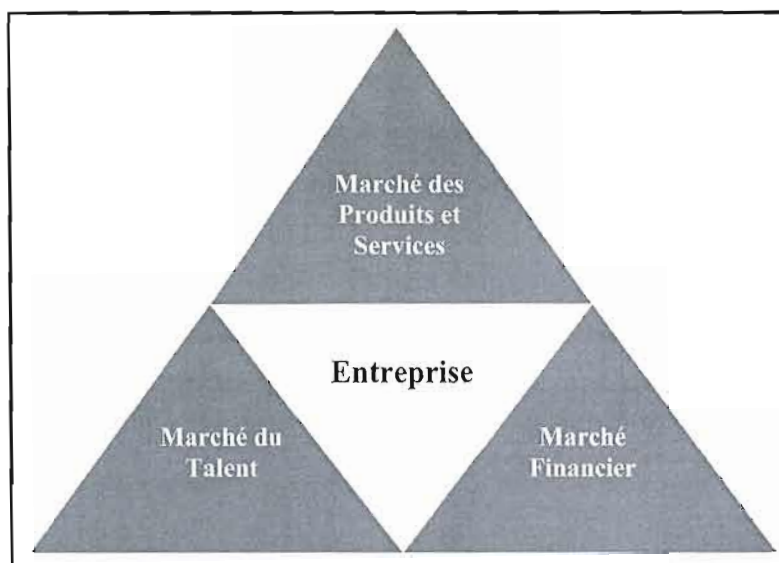 Marché des
Produits et
Services
Entreprise
Marché du
Talent
Marché
Financier